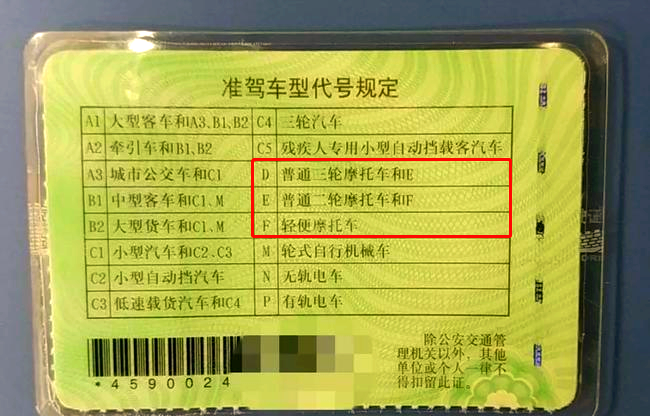 准驾车型代号规定
A1 大型客车和A3、B1、B2 C4 三轮汽车
A2 牵引车和B1、B2 C5 残疾人专用小型自动挡载客汽车
A3 城市公交车和C1 D 普通三轮摩托车和E
B1 中型客车和C1、M E 普通二轮摩托车和F
B2 大型货车和C1、M F 轻便摩托车
C1 小型汽车和C2、C3 M 轮式自行机械车
C2 小型自动挡汽车 N 无轨电车
C3 低速载货汽车和C4 P 有轨电车
除公安交通管
理机关以外，其他
单位或个人一律不
得扣留此证。
*4590024